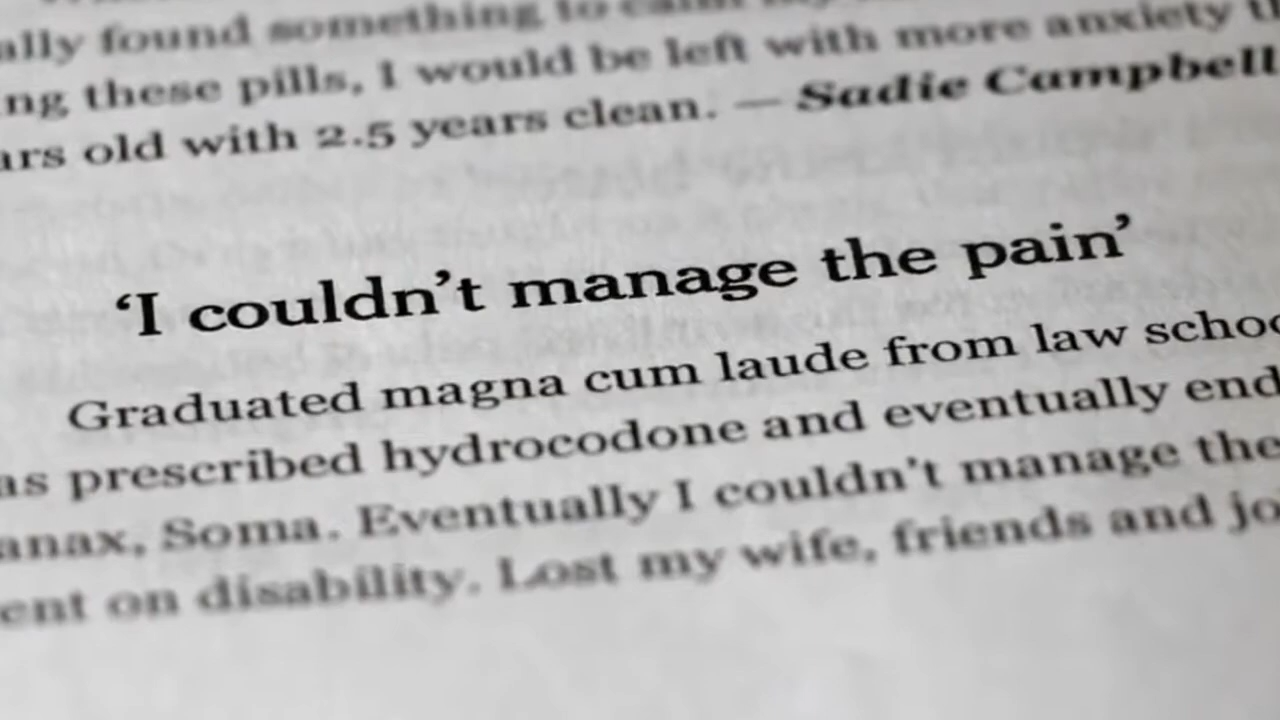 ally found something to calm my
ng these pills, I would be left with more anxiety th
ars old with 2.5 years clean. — Sadie Campbell
‘I couldn’t manage the pain’
Graduated magna cum laude from law schoo
as prescribed hydrocodone and eventually end
anax, Soma. Eventually I couldn’t manage the
ent on disability. Lost my wife, friends and jo